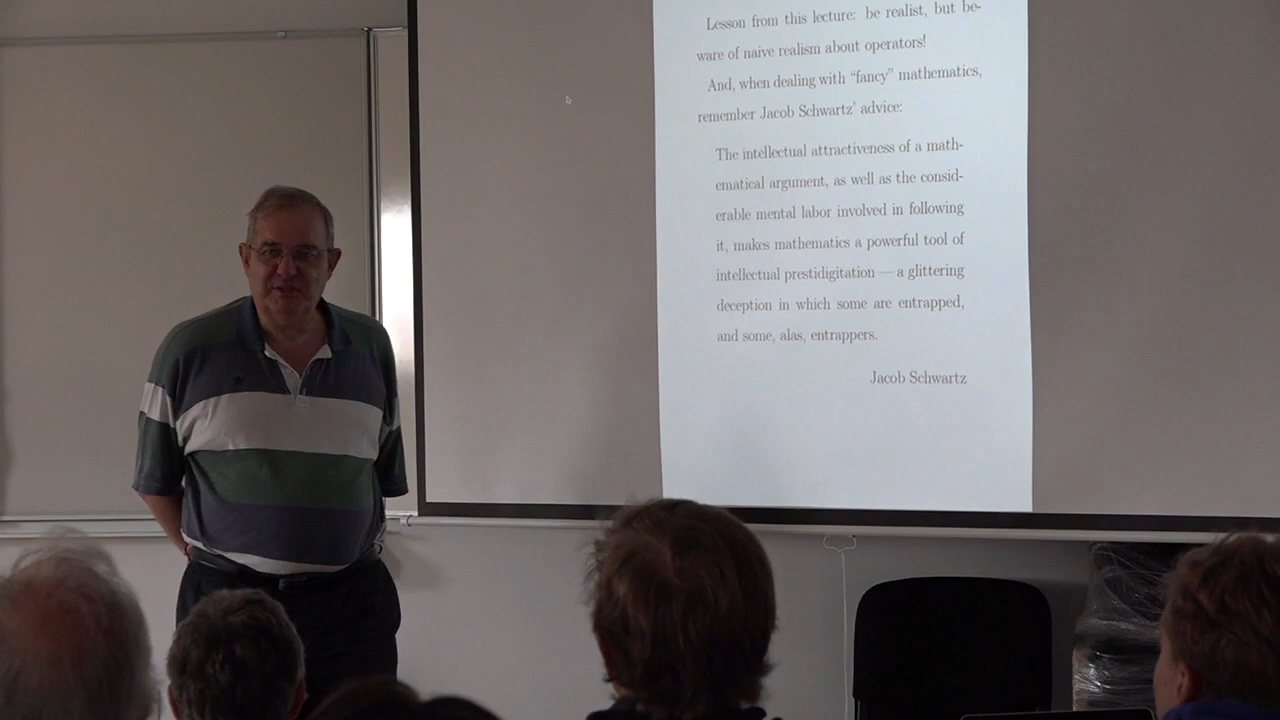 Lesson from this lecture: be realist, but be-
ware of naive realism about operators!
And, when dealing with “fancy” mathematics,
remember Jacob Schwartz’ advice:
The intellectual attractiveness of a math-
ematical argument, as well as the consid-
erable mental labor involved in following
it, makes mathematics a powerful tool of
intellectual prestidigitation — a glittering
deception in which some are entrapped,
and some, alas, entrappers.
Jacob Schwartz